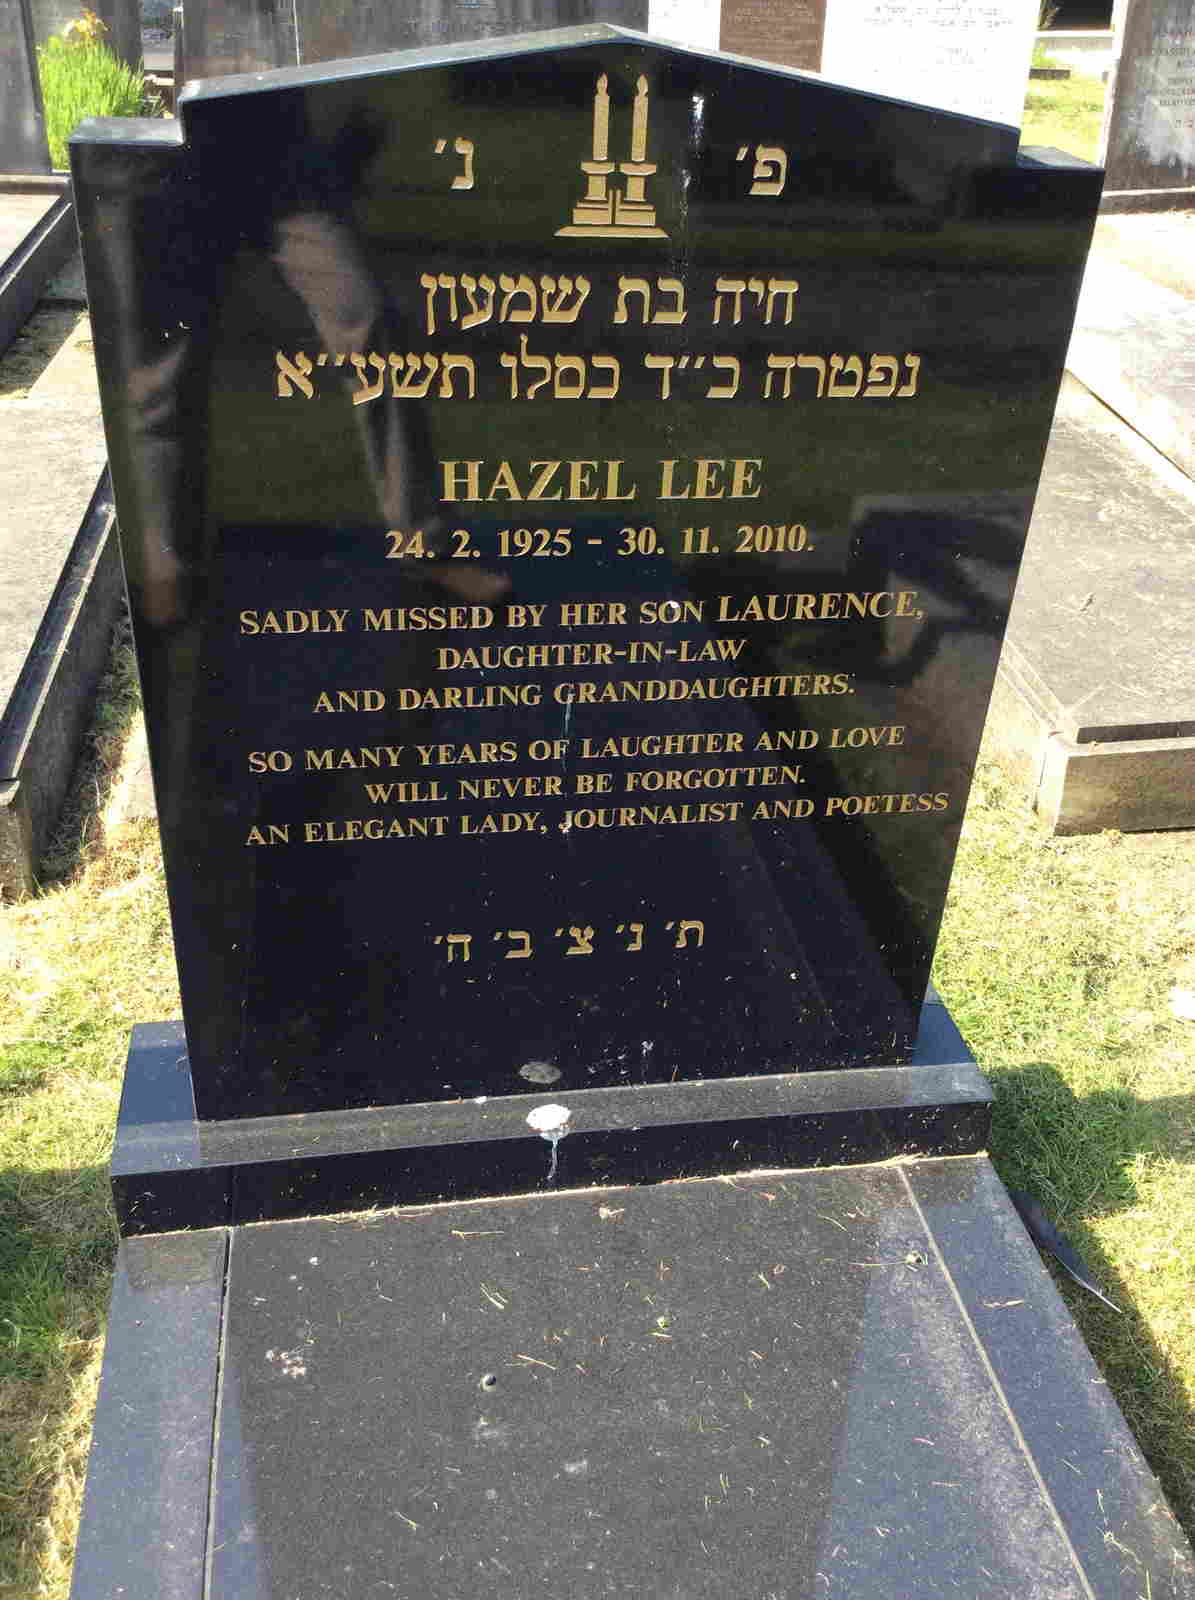 פ׳ נ׳
חיה בת שמעון
נפטרה כ״ד כסלו תשע״א
HAZEL LEE
24. 2. 1925 - 30. 11. 2010.
SADLY MISSED BY HER SON LAURENCE,
DAUGHTER-IN-LAW
AND DARLING GRANDDAUGHTERS.
SO MANY YEARS OF LAUGHTER AND LOVE
WILL NEVER BE FORGOTTEN.
AN ELEGANT LADY, JOURNALIST AND POETESS
ת׳ נ׳ צ׳ ב׳ ה׳